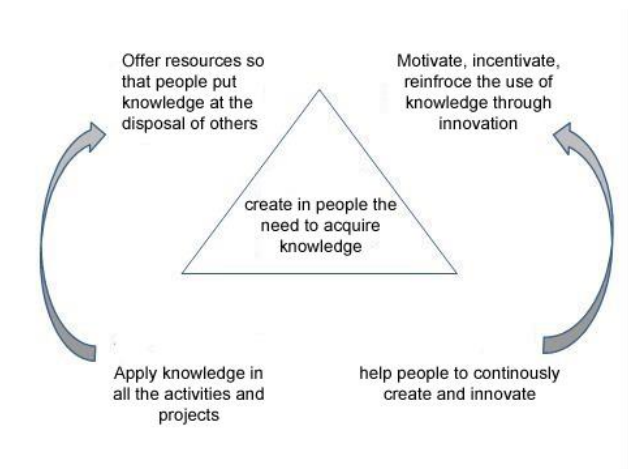 Offer resources so
that people put
knowledge at the
disposal of others
Motivate, incentivate,
reinfroce the use of
knowledge through
innovation
create in people the
need to acquire
knowledge
Apply knowledge in
all the activities and
projects
help people to continously
create and innovate